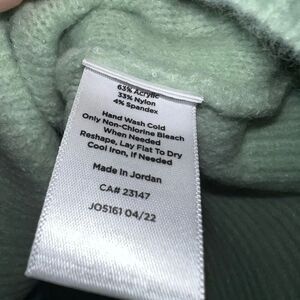 63% Acrylic
33% Nylon
4% Spandex
Hand Wash Cold
Only Non-Chlorine Bleach
When Needed
Reshape, Lay Flat To Dry
Cool Iron, If Needed
Made In Jordan
CA# 23147
JO5161 04/22